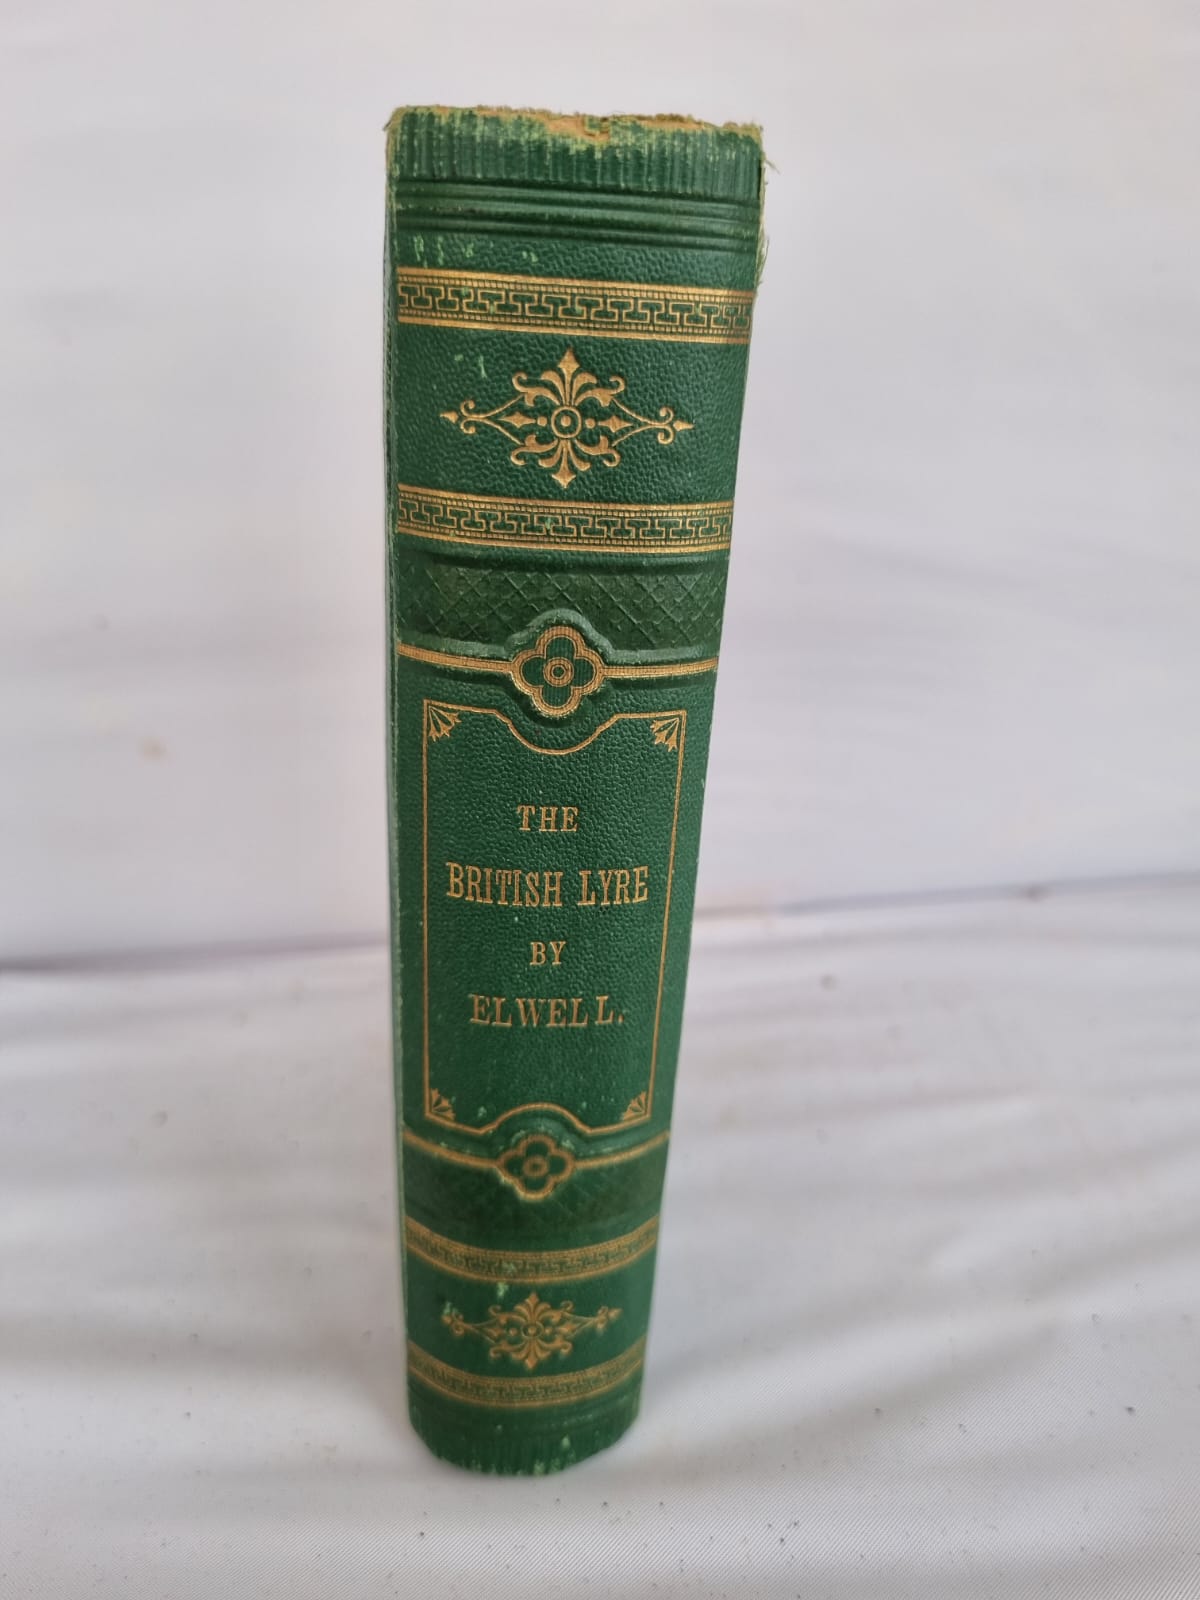 THE
BRITISH LYRE
BY
ELWELL.